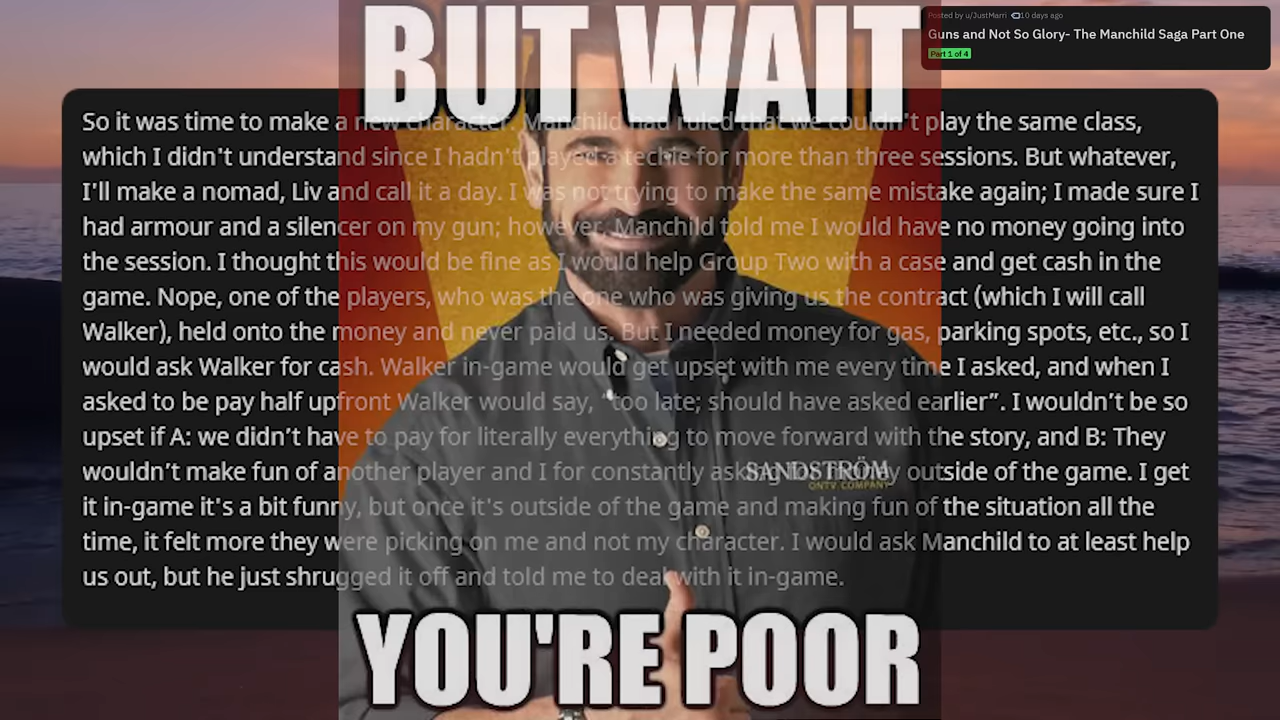 BUT WAIT
Posted by u/JustMarri 10 days ago
Guns and Not So Glory- The Manchild Saga Part One
Part 1 of 4
So it was time to make a new character. Manchild had ruled that we couldn't play the same class,
which I didn't understand since I hadn't played a techie for more than three sessions. But whatever,
I'll make a nomad, Liv and call it a day. I was not trying to make the same mistake again; I made sure I
had armour and a silencer on my gun; however, Manchild told me I would have no money going into
the session. I thought this would be fine as I would help Group Two with a case and get cash in the
game. Nope, one of the players, who was the one who was giving us the contract (which I will call
Walker), held onto the money and never paid us. But I needed money for gas, parking spots, etc., so I
would ask Walker for cash. Walker in-game would get upset with me every time I asked, and when I
asked to be pay half upfront Walker would say, “too late; should have asked earlier”. I wouldn’t be so
upset if A: we didn’t have to pay for literally everything to move forward with the story, and B: They
wouldn’t make fun of another player and I for constantly asking for money outside of the game. I get
it in-game it's a bit funny, but once it's outside of the game and making fun of the situation all the
time, it felt more they were picking on me and not my character. I would ask Manchild to at least help
us out, but he just shrugged it off and told me to deal with it in-game.
SANDSTRÖM
ONTV COMPANY
YOU'RE POOR